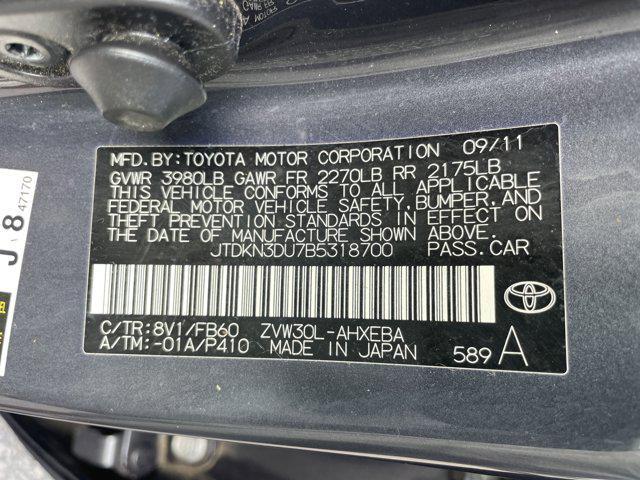 MFD. BY: TOYOTA MOTOR CORPORATION 09/11
GVWR 3980LB GAWR FR 2270LB RR 2175LB
THIS VEHICLE CONFORMS TO ALL APPLICABLE
FEDERAL MOTOR VEHICLE SAFETY, BUMPER, AND
THEFT PREVENTION STANDARDS IN EFFECT ON
THE DATE OF MANUFACTURE SHOWN ABOVE.
JTDKN3DU7B5318700 PASS. CAR
C/TR: 8V1/FB60 ZVW30L-AHXEBA
A/TM: -01A/P410 MADE IN JAPAN 589 A
47170
J 8